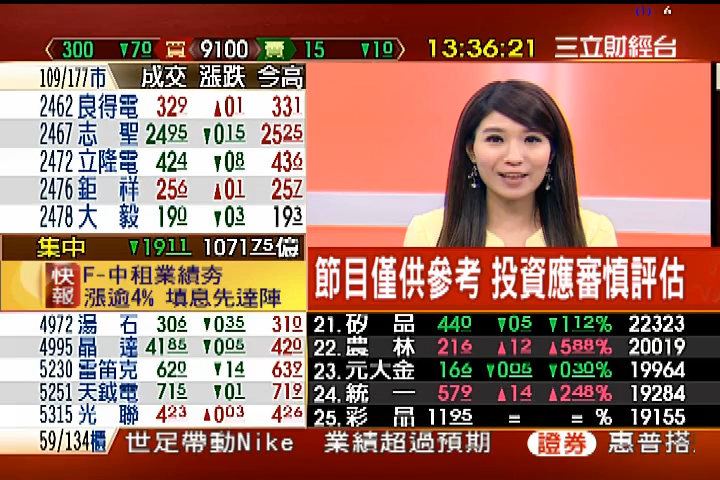 300 ▼70 買 9100 賣 15 ▼10 13:36:21 三立財經台
109/177市 成交 漲跌 今高
2462 良得電 329 ▲01 331
2467 志聖 2495 ▼015 2525
2472 立隆電 424 ▼08 436
2476 鉅祥 256 ▲01 257
2478 大毅 190 ▼03 193
集中 ▼1911 107175億
快報 F-中租業績夯
漲逾4% 填息先達陣
節目僅供參考 投資應審慎評估
4972 湯石 306 ▼035 310
4995 晶達 4185 ▼005 420
5230 雷笛克 620 ▼14 639
5251 天鉞電 715 ▼01 719
5315 光聯 423 ▲003 426
59/134櫃
21.矽品 440 ▼05 ▼112% 22323
22.農林 216 ▲12 ▲588% 20019
23.元大金 166 ▼005 ▼030% 19964
24.統一 579 ▲14 ▲248% 19284
25.彩晶 1195 = = % 19155
世足帶動Nike 業績超過預期 證券 惠普搭